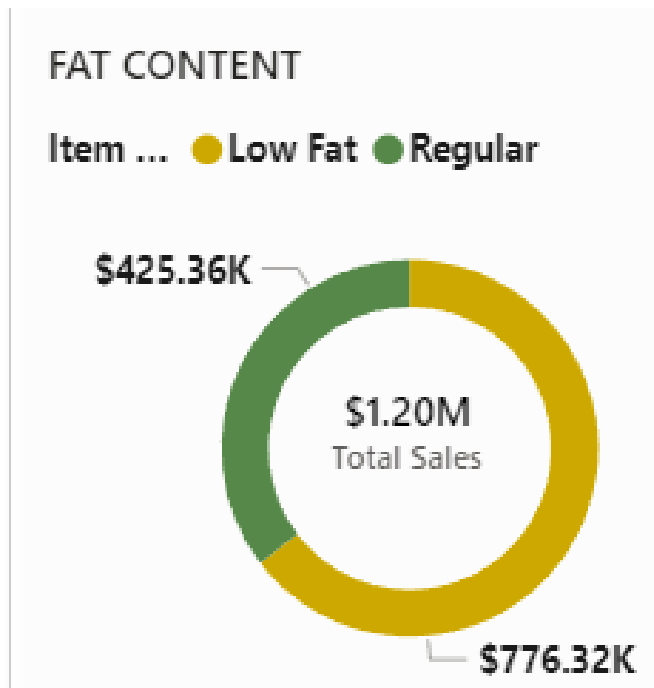 FAT CONTENT
Item ... Low Fat Regular
$425.36K
$1.20M
Total Sales
$776.32K